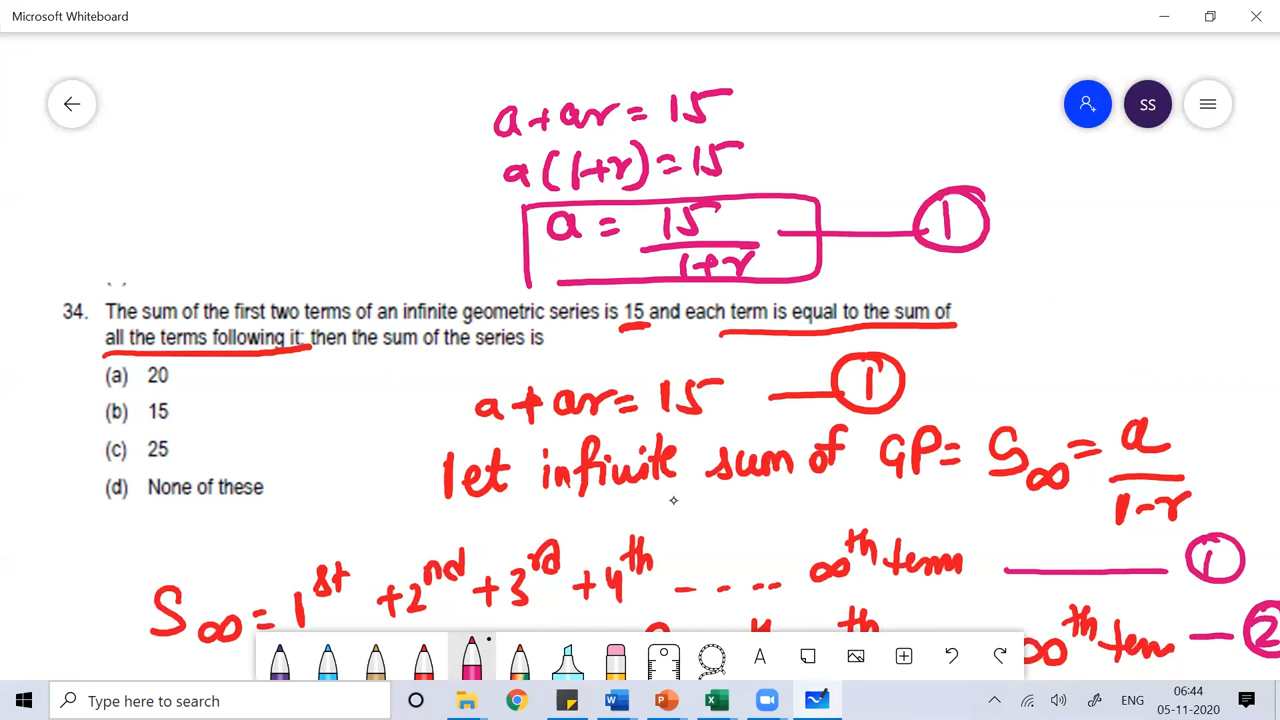 Microsoft Whiteboard
SS
a + ar = 15
a(1+r) = 15
a = 15/1+r — 1
34. The sum of the first two terms of an infinite geometric series is 15 and each term is equal to the sum of
all the terms following it; then the sum of the series is
(a) 20
(b) 15
(c) 25
(d) None of these
a + ar = 15 — 1
let infinite sum of GP = S∞ = a/1-r
S∞ = 1st + 2nd + 3rd + 4th - - . . - - ∞th term — 1
th ∞th term — 2
A
Type here to search
ENG
06:44
05-11-2020